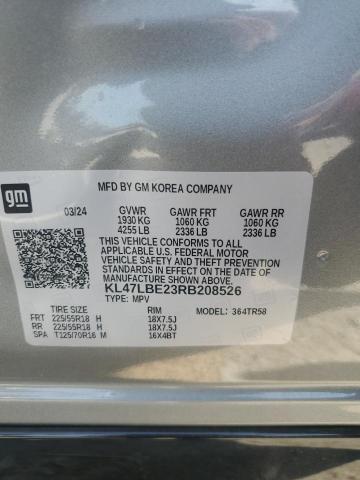 gm
MFD BY GM KOREA COMPANY
03/24 GVWR GAWR FRT GAWR RR
1930 KG 1060 KG 1060 KG
4255 LB 2336 LB 2336 LB
THIS VEHICLE CONFORMS TO ALL
APPLICABLE U.S. FEDERAL MOTOR
VEHICLE SAFETY STANDARDS IN
EFFECT ON THE DATE OF
MANUFACTURE SHOWN ABOVE.
KL47LBE23RB208526
TYPE: MPV
TIRE SIZE RIM MODEL: 364TR58
FRT 225/55R18 H 18X7.5J
RR 225/55R18 H 18X7.5J
SPA T125/70R16 M 16X4BT